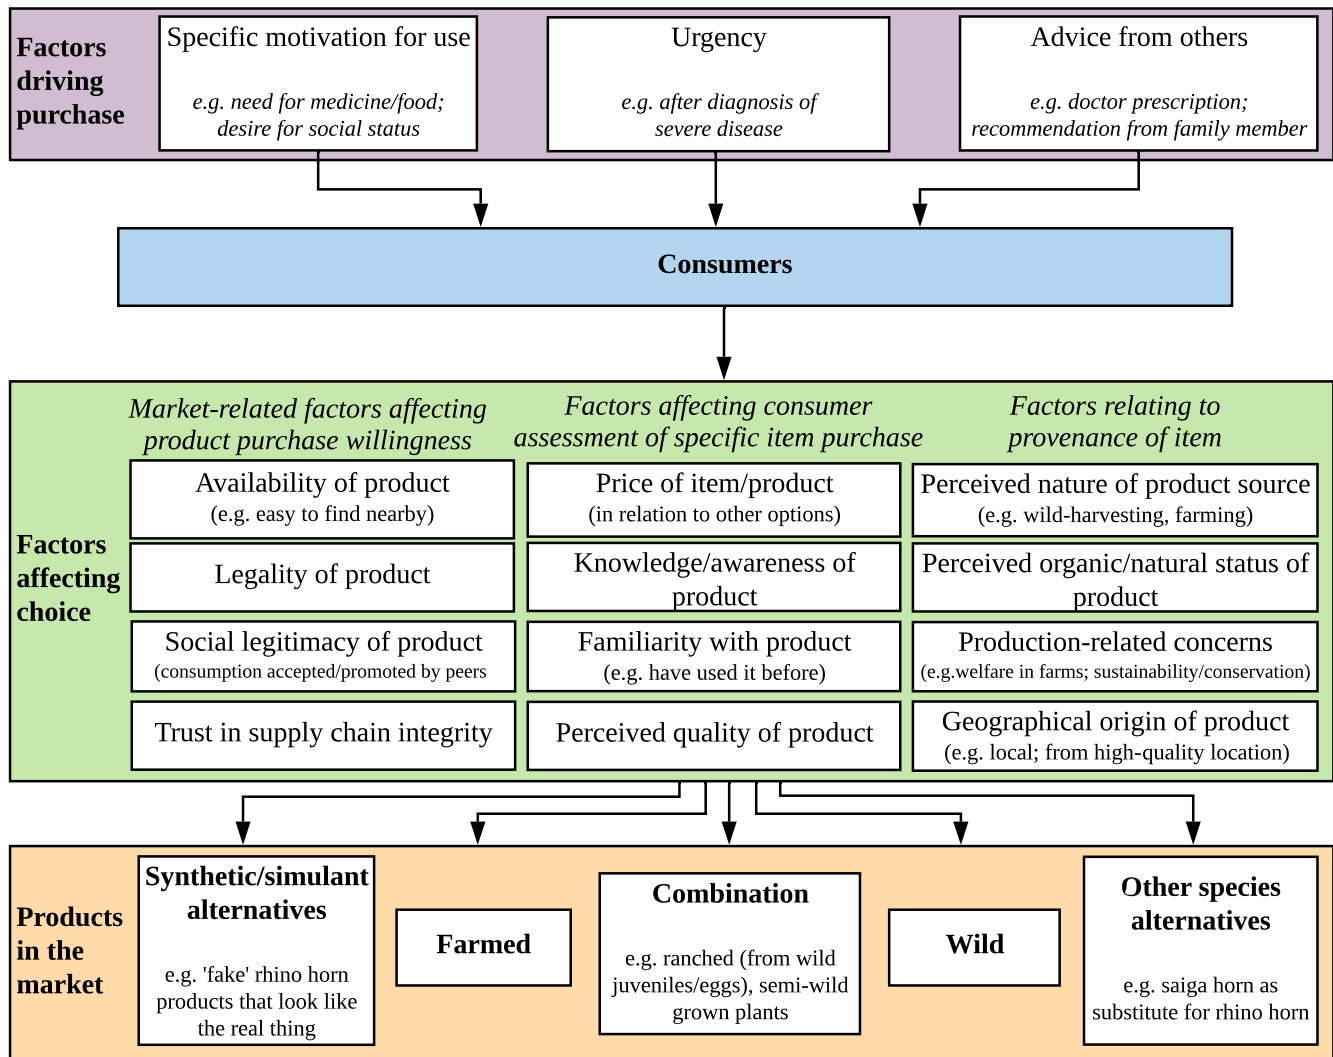 Factors
driving
purchase
Specific motivation for use
e.g. need for medicine/food;
desire for social status
Urgency
e.g. after diagnosis of
severe disease
Advice from others
e.g. doctor prescription;
recommendation from family member
Consumers
Factors
affecting
choice
Market-related factors affecting
product purchase willingness
Availability of product
(e.g. easy to find nearby)
Legality of product
Social legitimacy of product
(consumption accepted/promoted by peers
Trust in supply chain integrity
Factors affecting consumer
assessment of specific item purchase
Price of item/product
(in relation to other options)
Knowledge/awareness of
product
Familiarity with product
(e.g. have used it before)
Perceived quality of product
Factors relating to
provenance of item
Perceived nature of product source
(e.g. wild-harvesting, farming)
Perceived organic/natural status of
product
Production-related concerns
(e.g.welfare in farms; sustainability/conservation)
Geographical origin of product
(e.g. local; from high-quality location)
Products
in the
market
Synthetic/simulant
alternatives
e.g. 'fake' rhino horn
products that look like
the real thing
Farmed
Combination
e.g. ranched (from wild
juveniles/eggs), semi-wild
grown plants
Wild
Other species
alternatives
e.g. saiga horn as
substitute for rhino horn